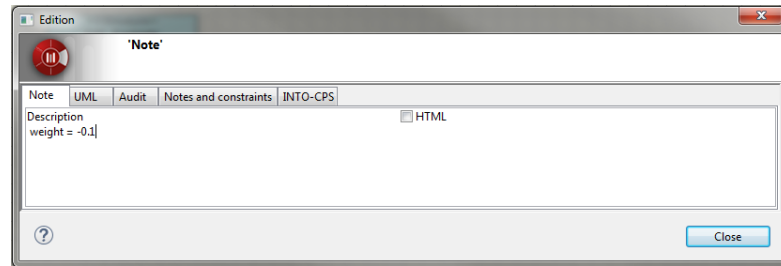 Edition
'Note'
Note UML Audit Notes and constraints INTO-CPS
Description HTML
weight = -0.1
Close